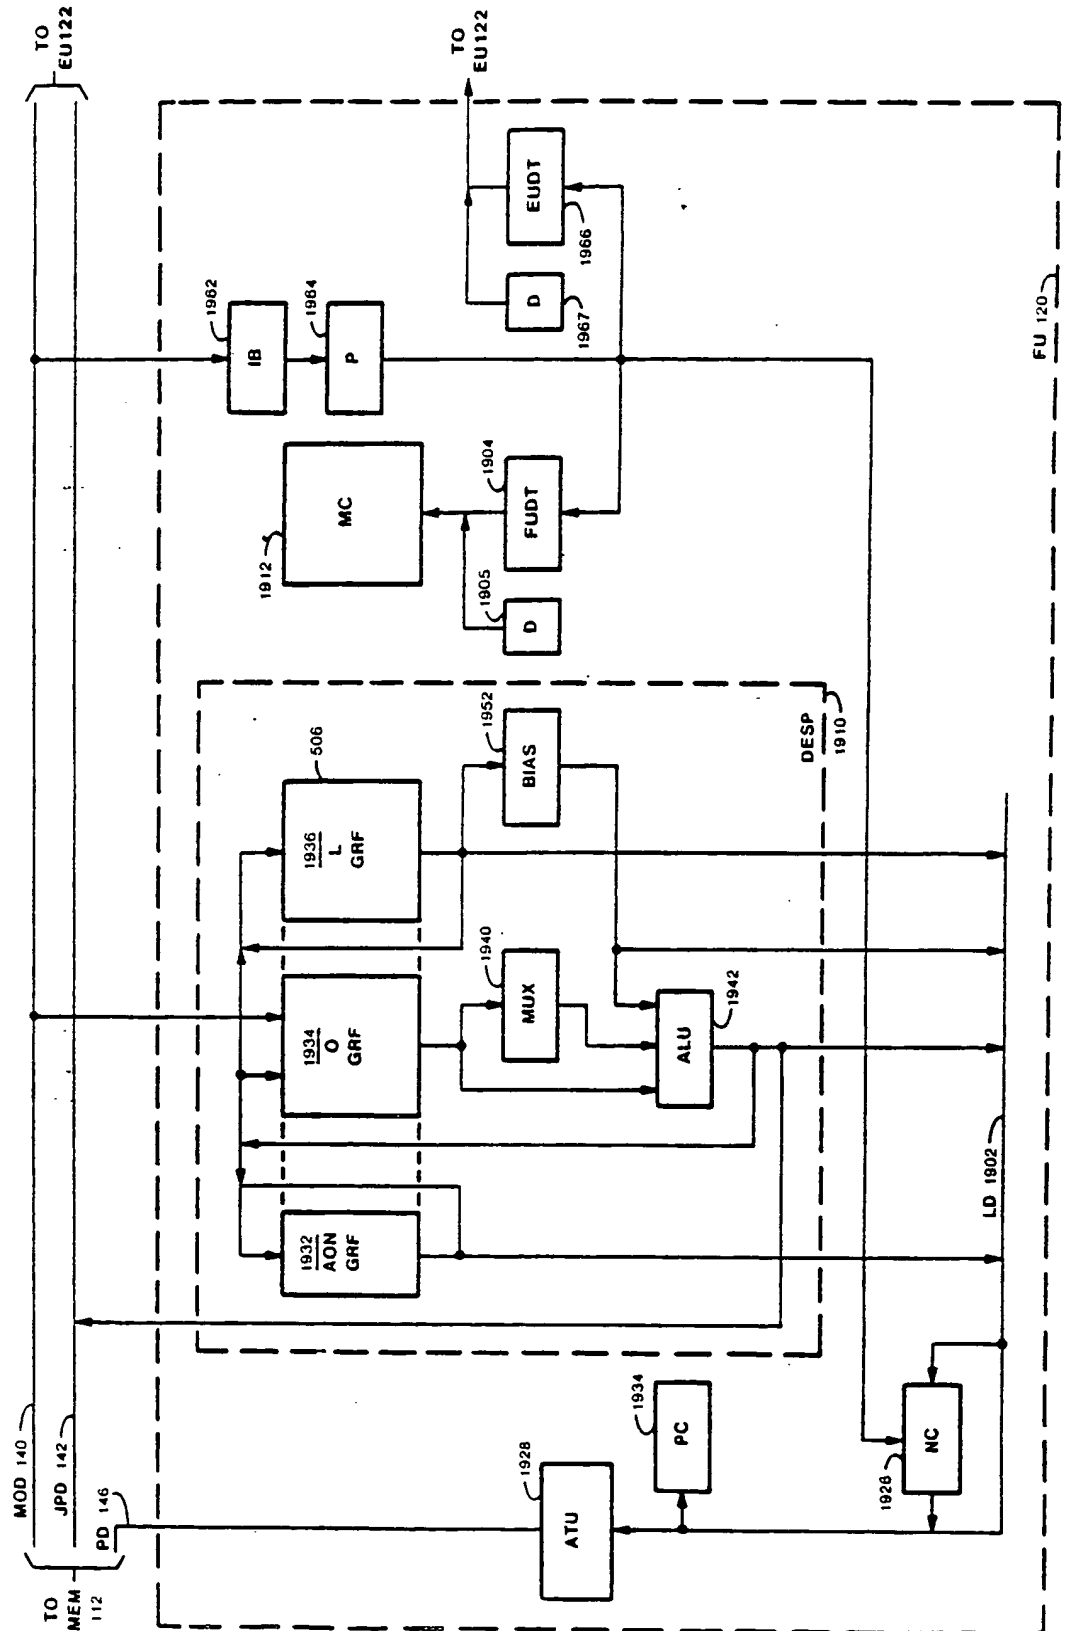 TO
EU122
MOD 140
JPD 142
PD 146
TO
MEM
112
TO
EU122
1962
IB
1964
P
1912
MC
1904
FUDT
1905
D
EUDT
1966
D
1967
506
1936
L
GRF
1934
O
GRF
1932
AON
GRF
1952
BIAS
1940
MUX
1942
ALU
DESP
1910
1928
ATU
1934
PC
1926
NC
LD 1902
FU 120